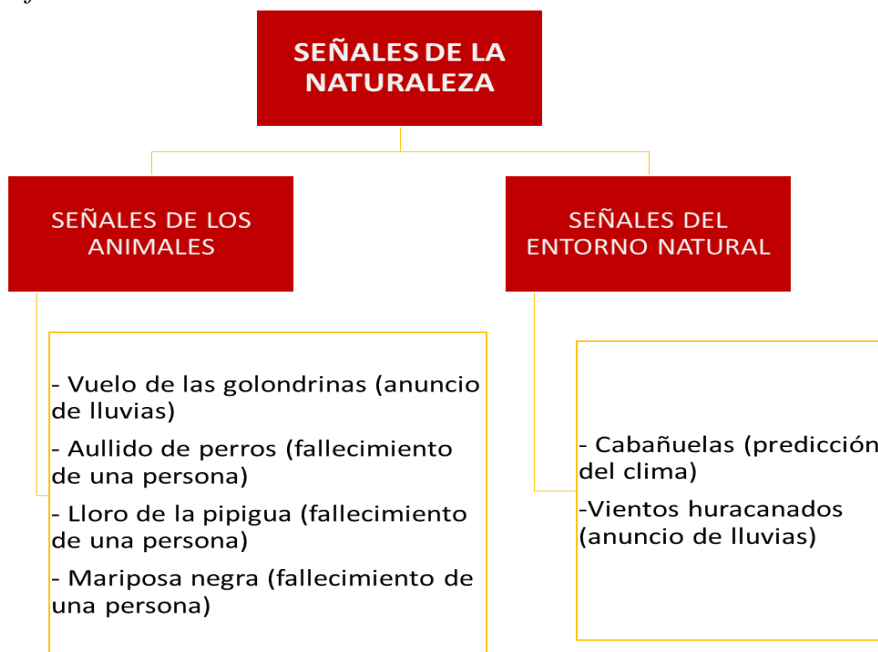 SEÑALES DE LA
NATURALEZA
SEÑALES DE LOS
ANIMALES
- Vuelo de las golondrinas (anuncio
de lluvias)
- Aullido de perros (fallecimiento
de una persona)
- Lloro de la pipigua (fallecimiento
de una persona)
- Mariposa negra (fallecimiento de
una persona)
SEÑALES DEL
ENTORNO NATURAL
- Cabañuelas (predicción
del clima)
-Vientos huracanados
(anuncio de lluvias)